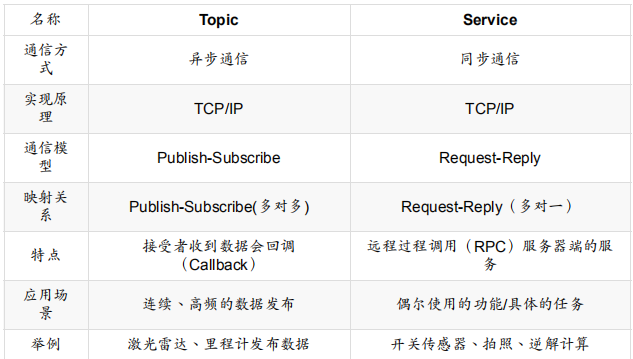 名称 Topic Service
通信方式 异步通信 同步通信
实现原理 TCP/IP TCP/IP
通信模型 Publish-Subscribe Request-Reply
映射关系 Publish-Subscribe(多对多) Request-Reply（多对一）
特点 接受者收到数据会回调（Callback） 远程过程调用（RPC）服务器端的服务
应用场景 连续、高频的数据发布 偶尔使用的功能/具体的任务
举例 激光雷达、里程计发布数据 开关传感器、拍照、逆解计算